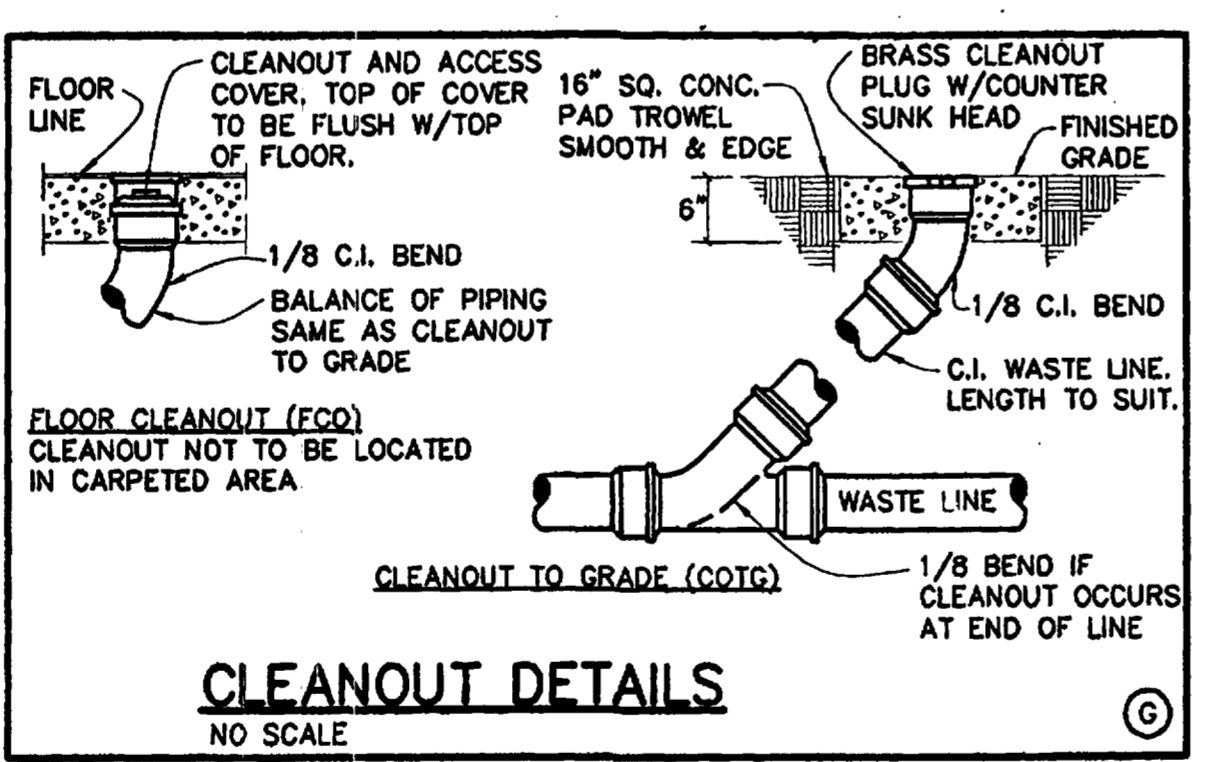 FLOOR
LINE
CLEANOUT AND ACCESS
COVER, TOP OF COVER
TO BE FLUSH W/TOP
OF FLOOR.
1/8 C.I. BEND
BALANCE OF PIPING
SAME AS CLEANOUT
TO GRADE
FLOOR CLEANOUT (FCO)
CLEANOUT NOT TO BE LOCATED
IN CARPETED AREA
16" SQ. CONC.
PAD TROWEL
SMOOTH & EDGE
BRASS CLEANOUT
PLUG W/COUNTER
SUNK HEAD
FINISHED
GRADE
6"
1/8 C.I. BEND
C.I. WASTE LINE.
LENGTH TO SUIT.
WASTE LINE
1/8 BEND IF
CLEANOUT OCCURS
AT END OF LINE
CLEANOUT TO GRADE (COTG)
CLEANOUT DETAILS
NO SCALE
G